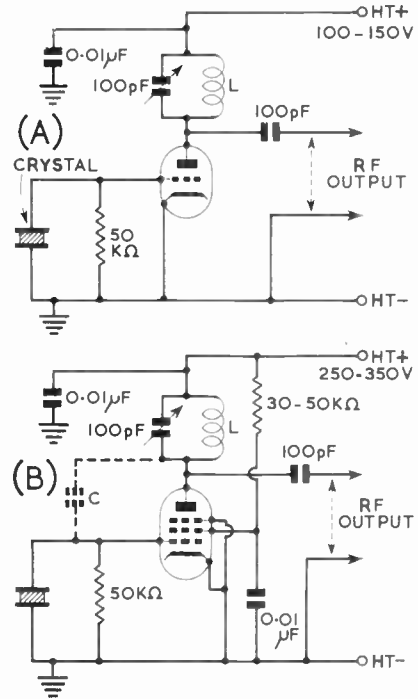 HT+
100-150V
0·01µF
100pF
L
100pF
(A)
CRYSTAL
RF
OUTPUT
50
KΩ
HT-
HT+
250-350V
0·01µF
30-50KΩ
100pF
L
100pF
(B)
C
RF
OUTPUT
50KΩ
0·01
µF
HT-